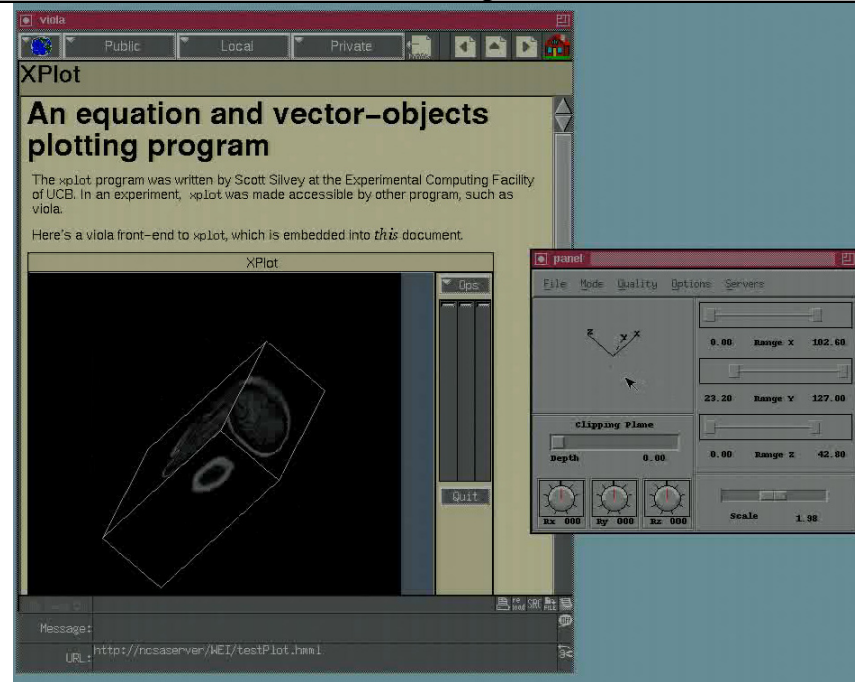 viola
Public Local Private
XPlot
An equation and vector-objects
plotting program
The xplot program was written by Scott Silvey at the Experimental Computing Facility
of UCB. In an experiment, xplot was made accessible by other program, such as
viola.
Here's a viola front-end to xplot, which is embedded into this document.
XPlot
Ops
Quit
panel
File Mode Quality Options Servers
z y x
0.00 Range X 102.60
23.20 Range Y 127.00
0.00 Range Z 42.80
Clipping Plane
Depth 0.00
Rx 000 Ry 000 Rz 000
Scale 1.98
SRC
Message:
URL: http://ncsaserver/WEI/testPlot.hmml